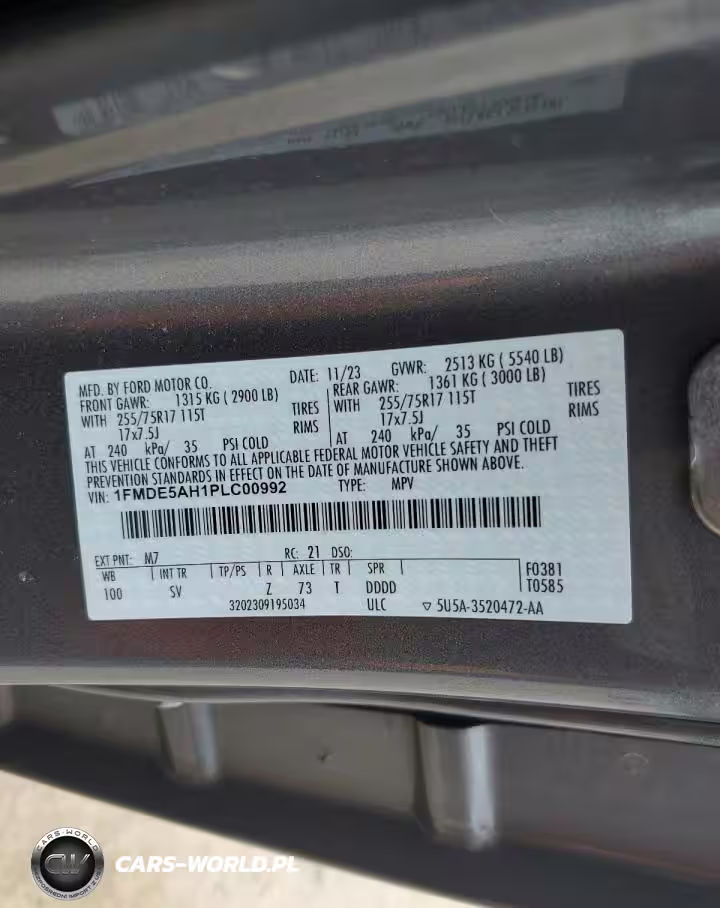 MFD. BY FORD MOTOR CO. DATE: 11/23 GVWR: 2513 KG ( 5540 LB)
FRONT GAWR: 1315 KG ( 2900 LB) REAR GAWR: 1361 KG ( 3000 LB)
WITH 255/75R17 115T TIRES WITH 255/75R17 115T TIRES
17x7.5J RIMS 17x7.5J RIMS
AT 240 kPa/ 35 PSI COLD AT 240 kPa/ 35 PSI COLD
THIS VEHICLE CONFORMS TO ALL APPLICABLE FEDERAL MOTOR VEHICLE SAFETY AND THEFT
PREVENTION STANDARDS IN EFFECT ON THE DATE OF MANUFACTURE SHOWN ABOVE.
VIN: 1FMDE5AH1PLC00992 TYPE: MPV
EXT PNT: M7 RC: 21 DSO:
WB INT TR TP/PS R AXLE TR SPR F0381
100 SV Z 73 T DDDD T0585
3202309195034 ULC ▽ 5U5A-3520472-AA
CARS-WORLD
CW
CARS-WORLD.PL